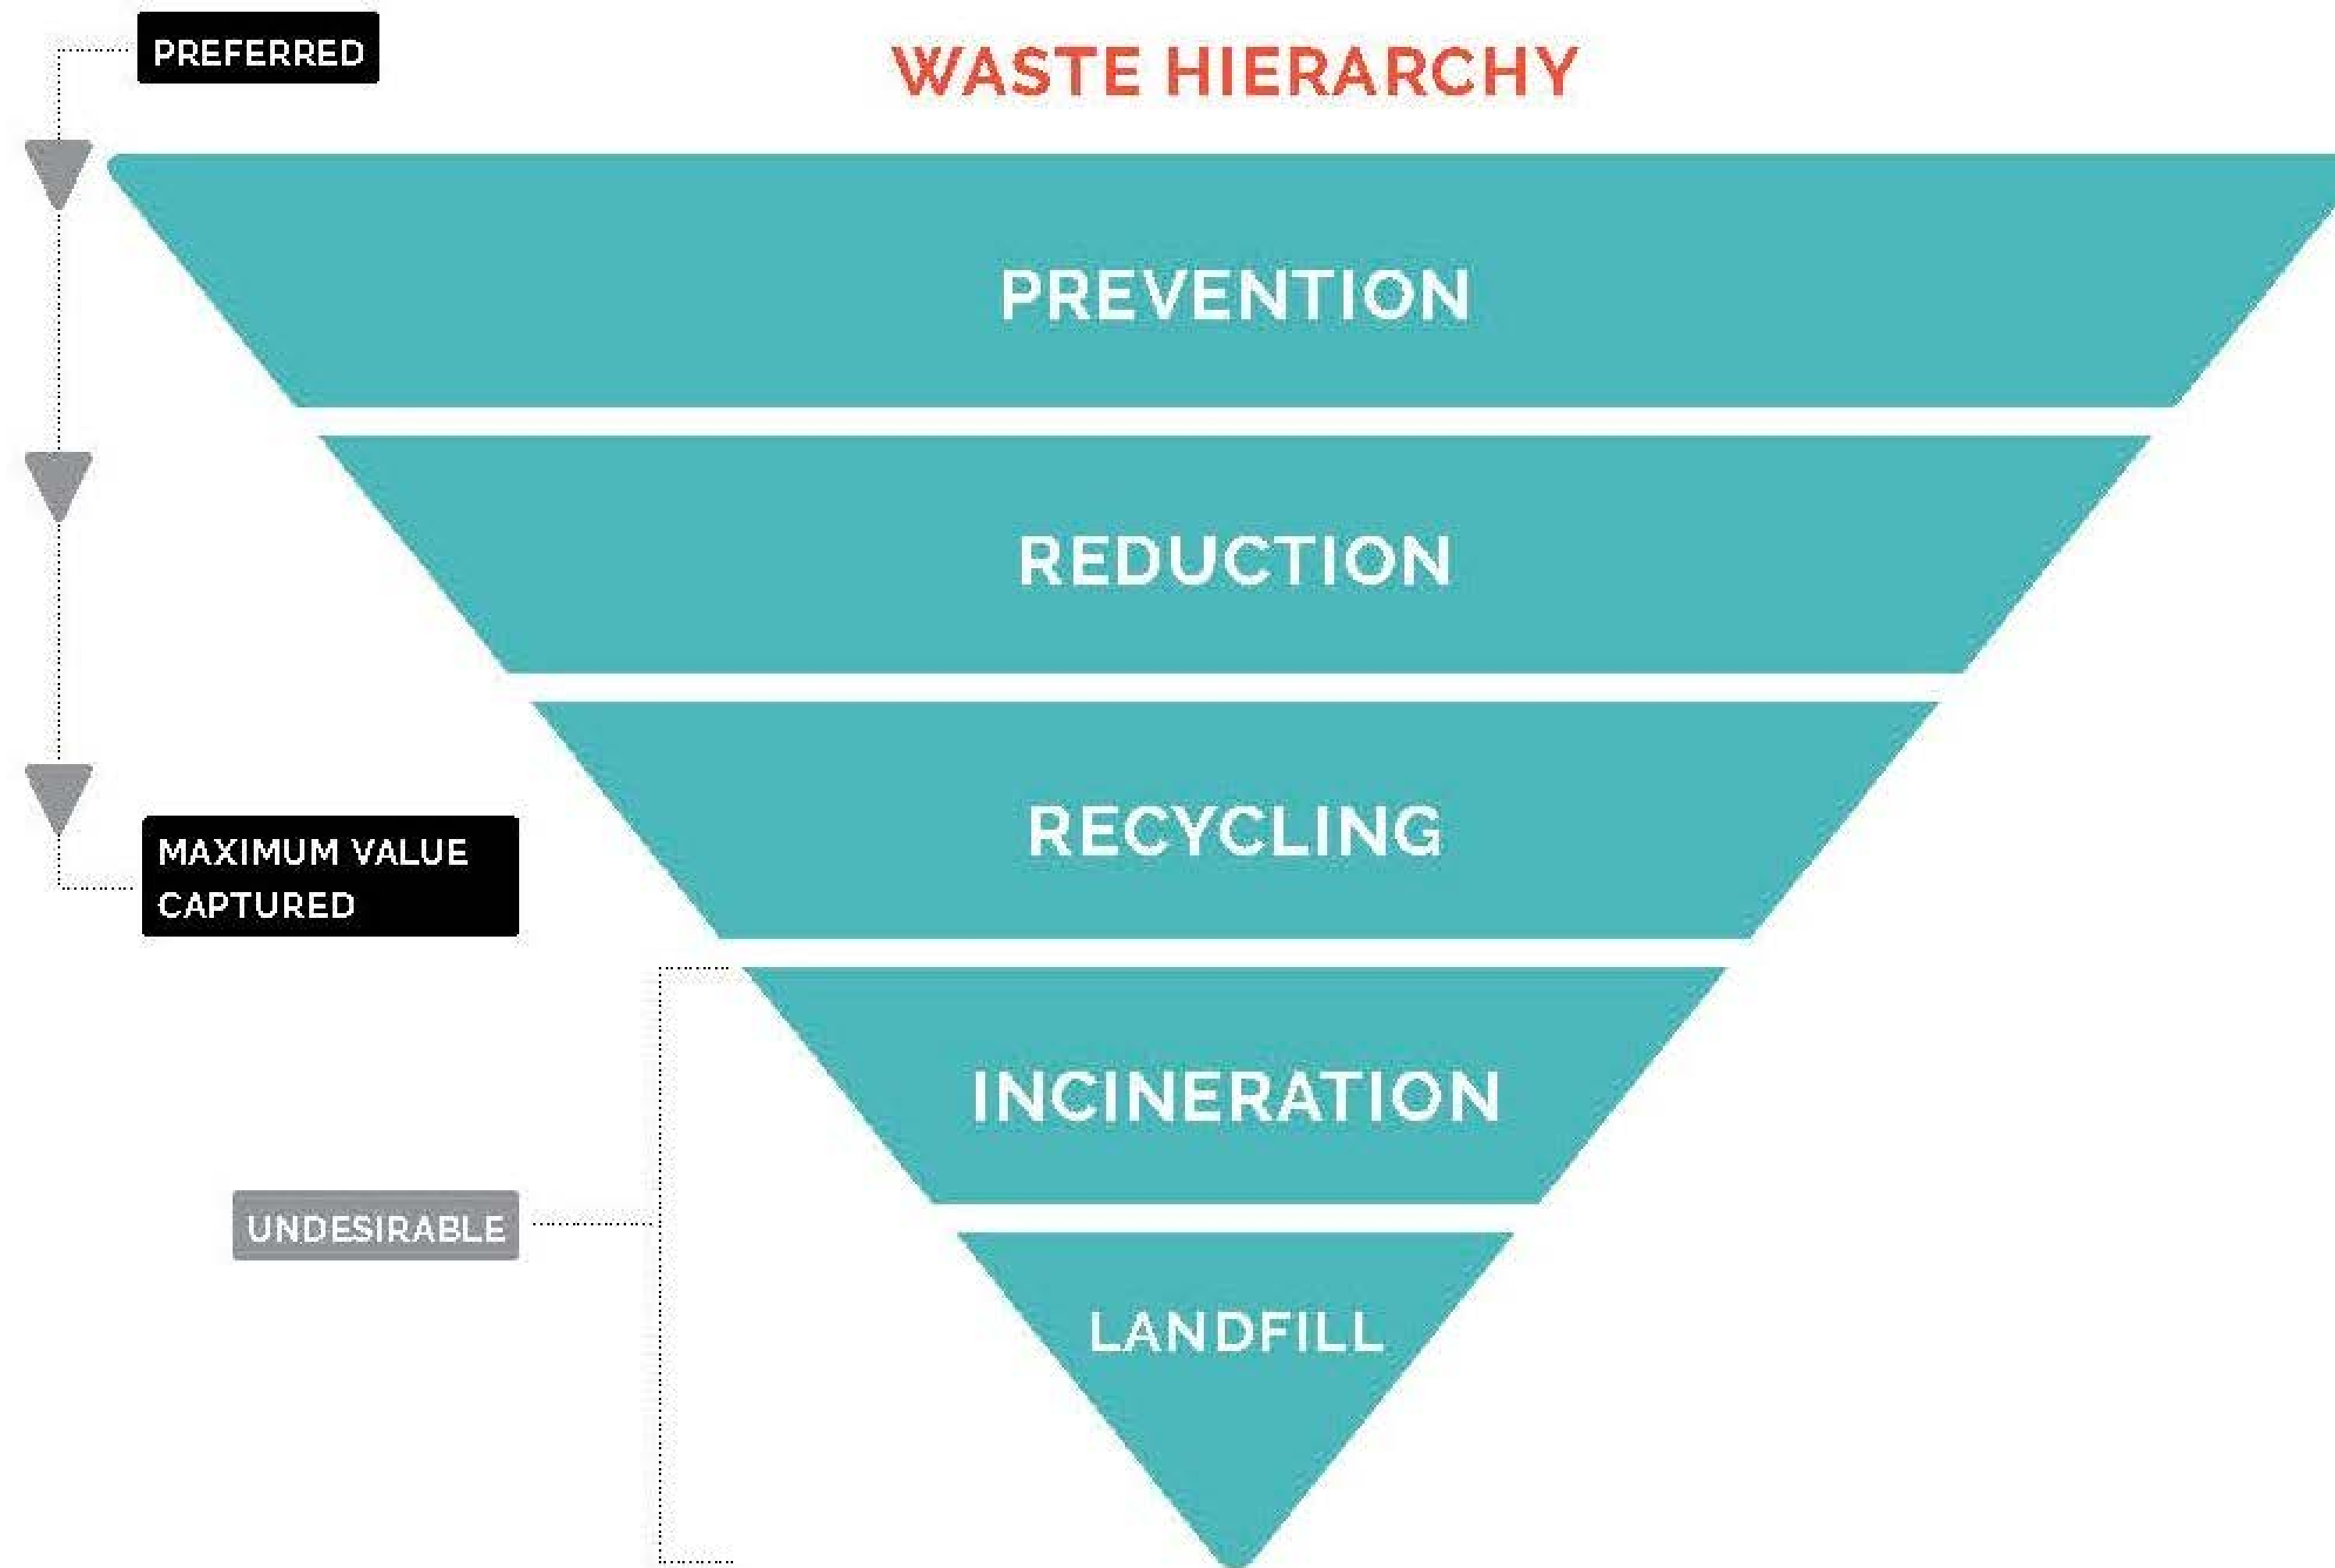 PREFERRED
WASTE HIERARCHY
PREVENTION
REDUCTION
RECYCLING
MAXIMUM VALUE
CAPTURED
INCINERATION
UNDESIRABLE
LANDFILL